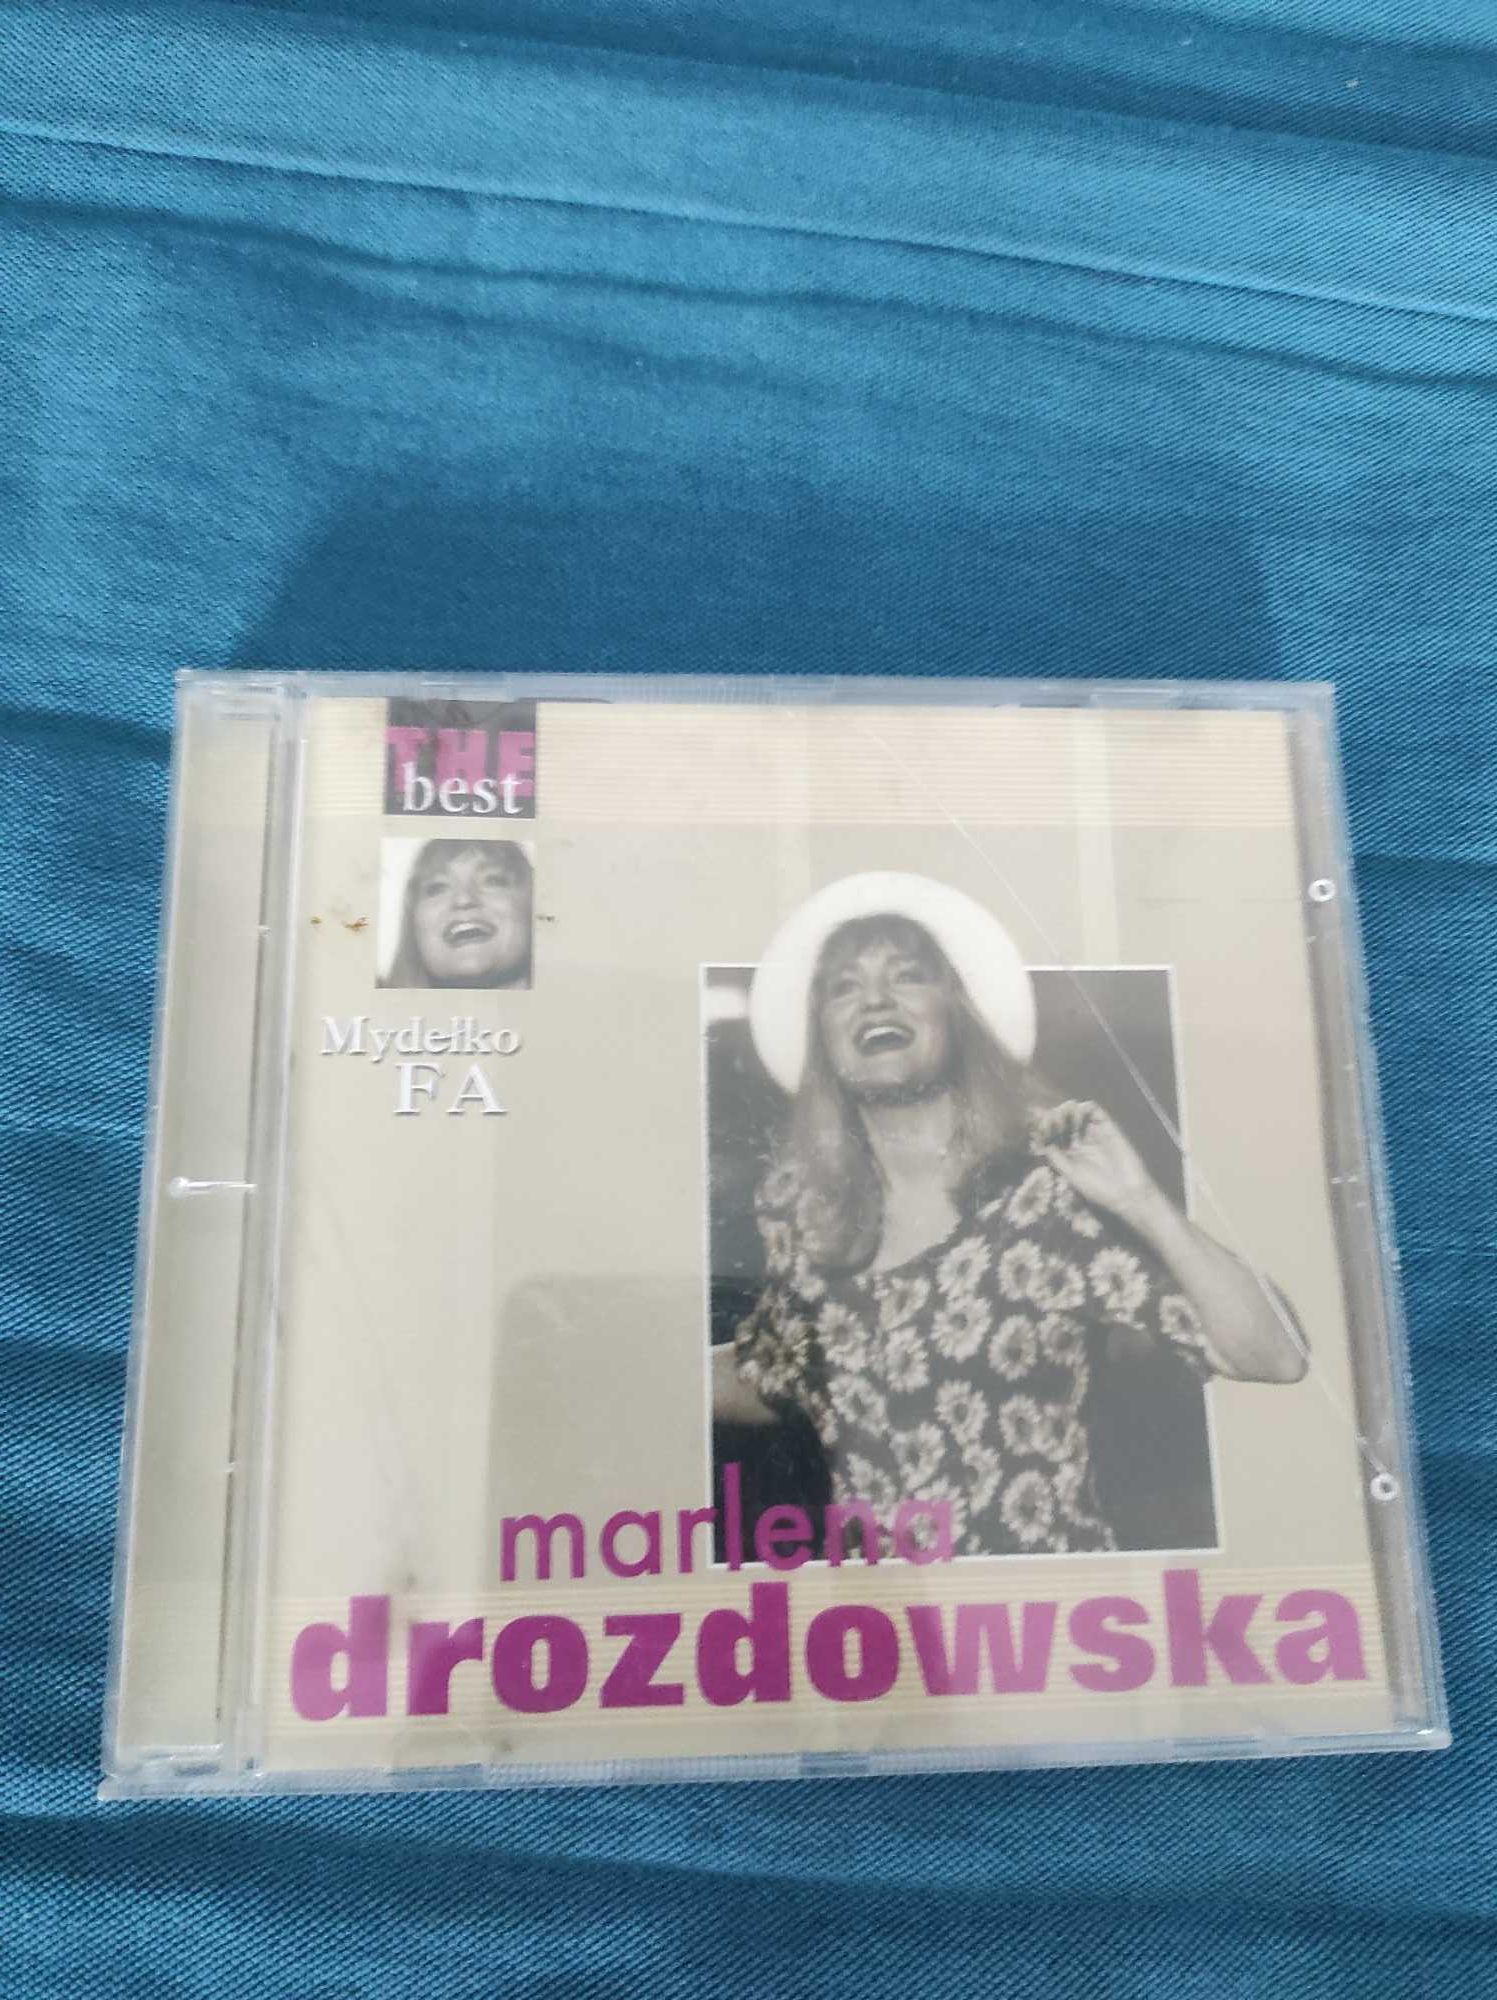 THE
best
Mydełko
FA
marlena
drozdowska